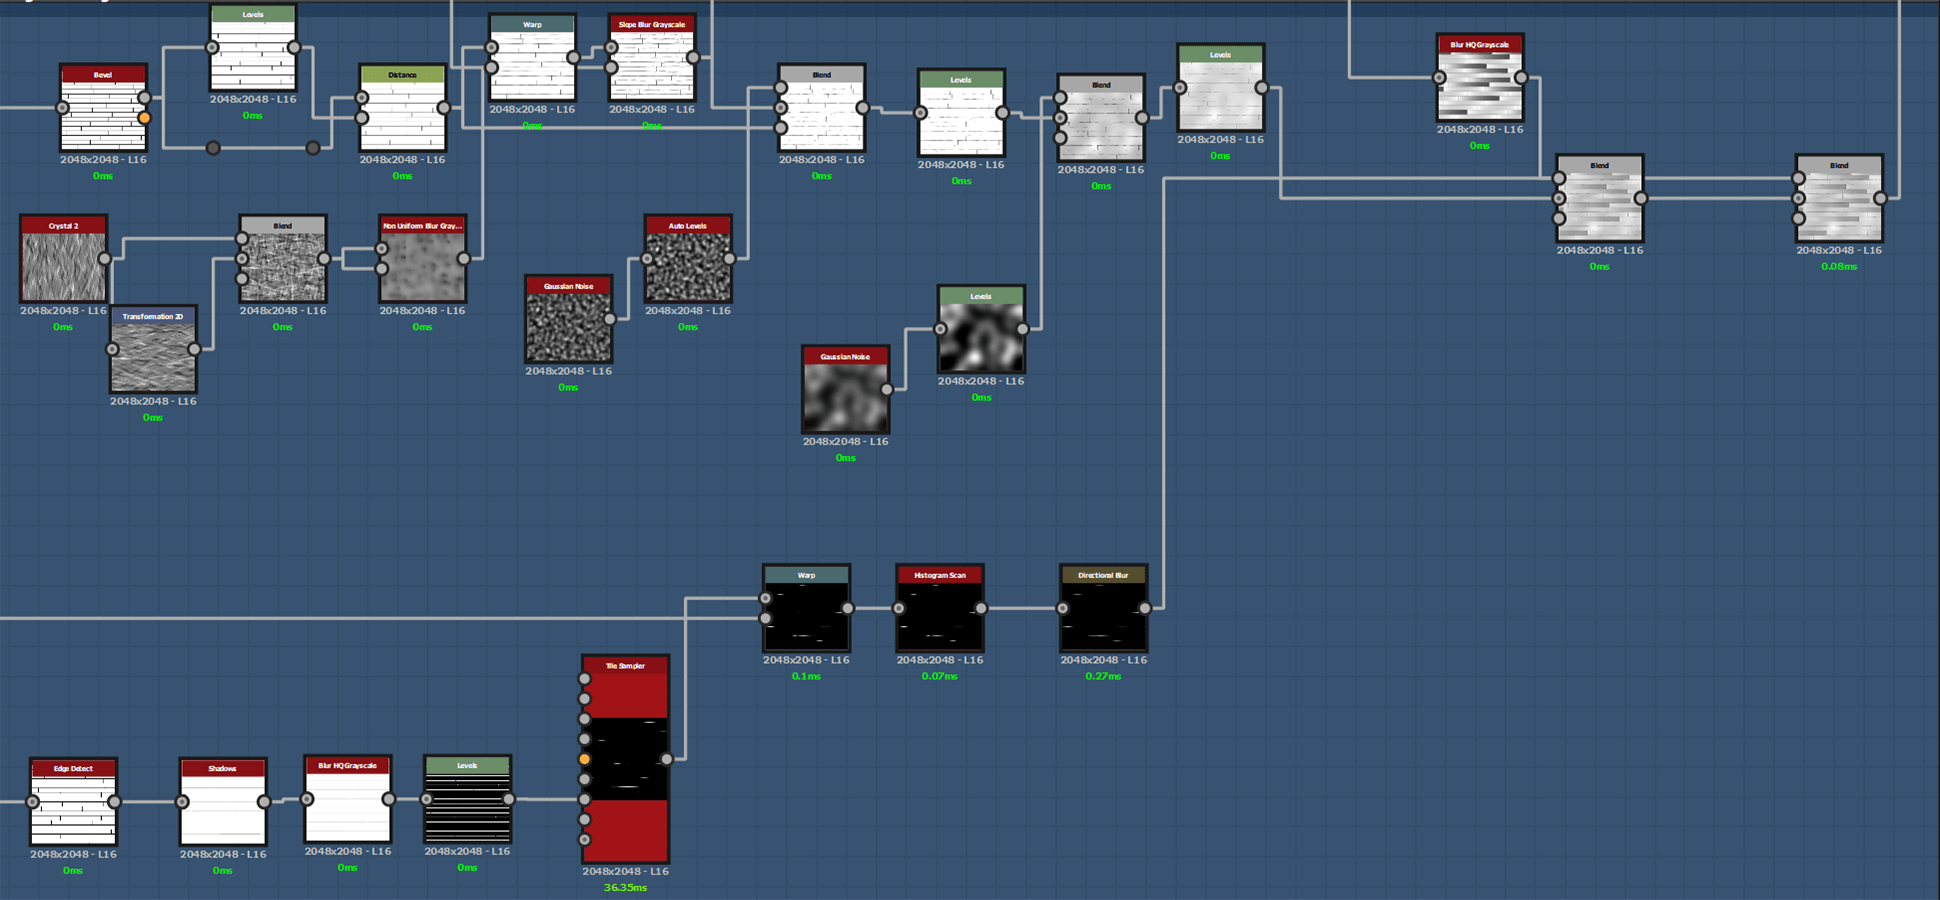 Levels
2048x2048 - L16
0ms
Warp
2048x2048 - L16
0ms
Slope Blur Grayscale
2048x2048 - L16
0ms
Bevel
2048x2048 - L16
0ms
Distance
2048x2048 - L16
0ms
Blend
2048x2048 - L16
0ms
Levels
2048x2048 - L16
0ms
Blend
2048x2048 - L16
0ms
Levels
2048x2048 - L16
0ms
Blur HQ Grayscale
2048x2048 - L16
0ms
Blend
2048x2048 - L16
0ms
Blend
2048x2048 - L16
0.08ms
Crystal 2
2048x2048 - L16
0ms
Transformation 2D
2048x2048 - L16
0ms
Blend
2048x2048 - L16
0ms
Non Uniform Blur Gray...
2048x2048 - L16
0ms
Gaussian Noise
2048x2048 - L16
0ms
Auto Levels
2048x2048 - L16
0ms
Gaussian Noise
2048x2048 - L16
0ms
Levels
2048x2048 - L16
0ms
Warp
2048x2048 - L16
0.1ms
Histogram Scan
2048x2048 - L16
0.07ms
Directional Blur
2048x2048 - L16
0.27ms
Edge Detect
2048x2048 - L16
0ms
Shadows
2048x2048 - L16
0ms
Blur HQ Grayscale
2048x2048 - L16
0ms
Levels
2048x2048 - L16
0ms
Tile Sampler
2048x2048 - L16
36.35ms